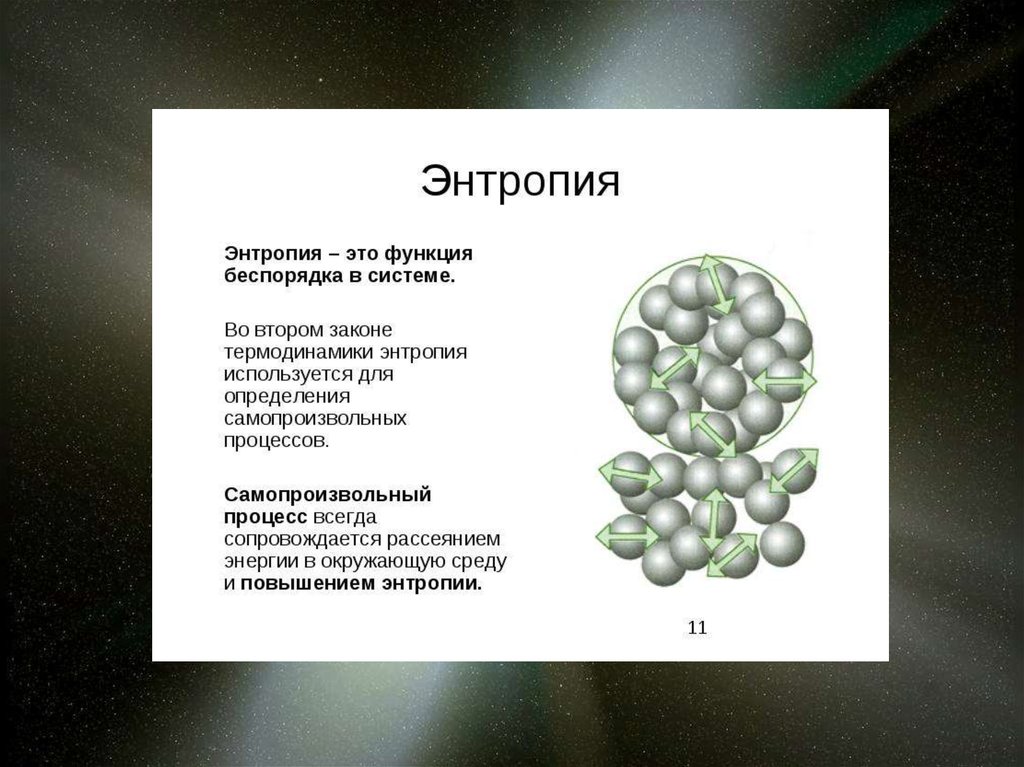 Энтропия
Энтропия – это функция
беспорядка в системе.
Во втором законе
термодинамики энтропия
используется для
определения
самопроизвольных
процессов.
Самопроизвольный
процесс всегда
сопровождается рассеянием
энергии в окружающую среду
и повышением энтропии.
11